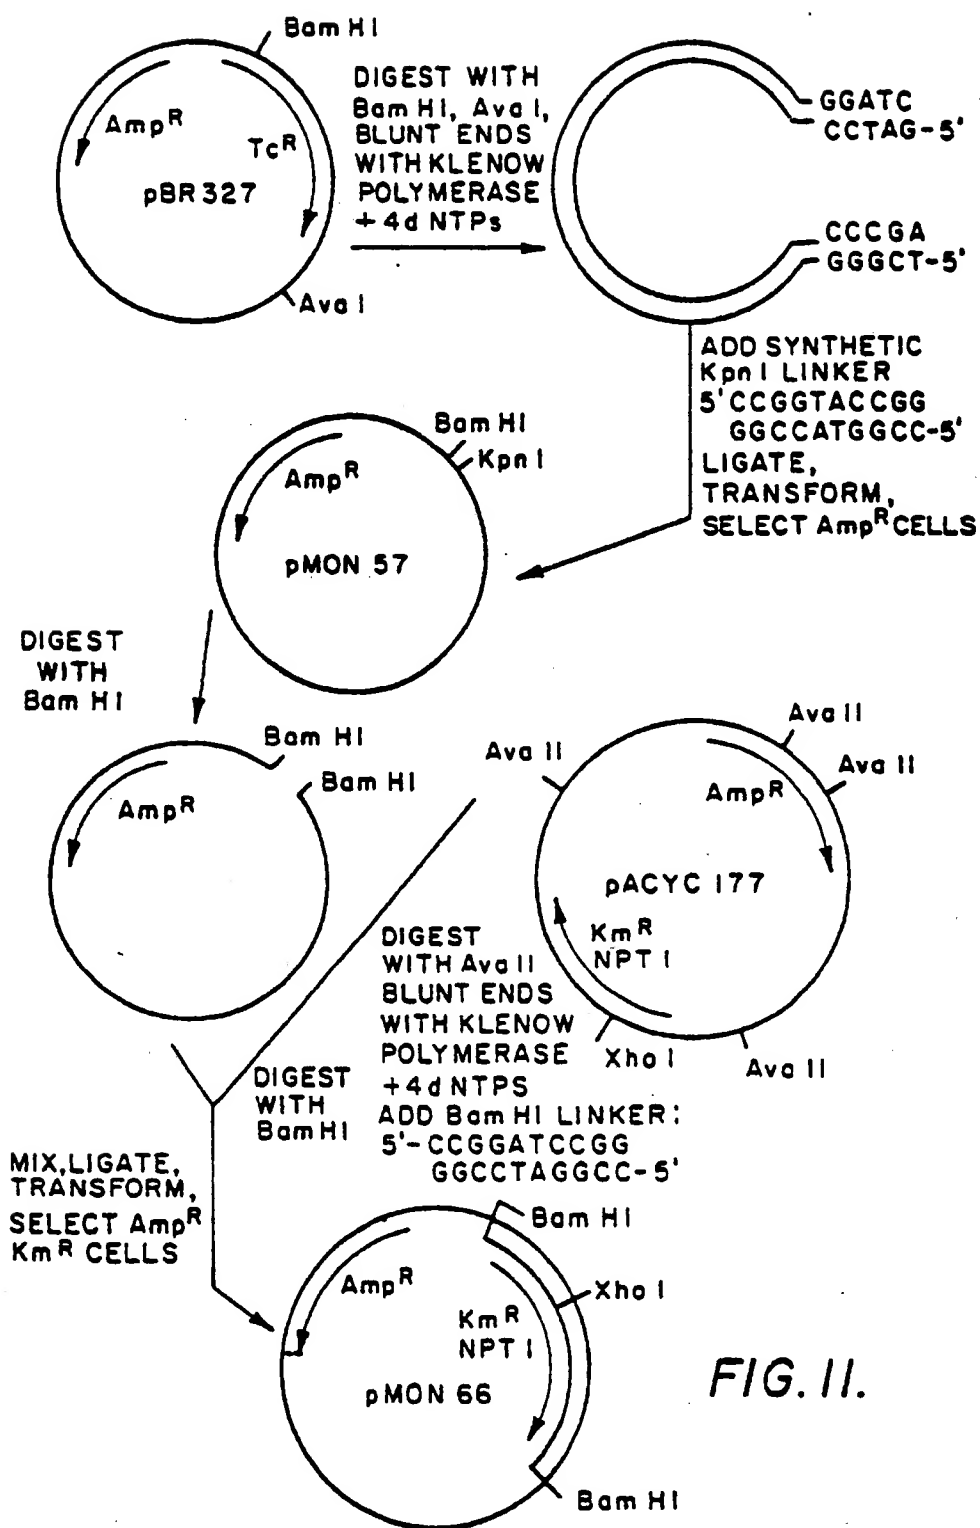 Bam HI
AmpR
TcR
pBR327
Ava I
DIGEST WITH
Bam HI, Ava I,
BLUNT ENDS
WITH KLENOW
POLYMERASE
+4d NTPs
GGATC
CCTAG-5'
CCCGA
GGGCT-5'
ADD SYNTHETIC
Kpn I LINKER
5'CCGGTACCGG
GGCCATGGCC-5'
LIGATE,
TRANSFORM,
SELECT AmpR CELLS
Bam HI
Kpn I
AmpR
pMON 57
DIGEST
WITH
Bam HI
Bam HI
Bam HI
AmpR
Ava II
Ava II
Ava II
AmpR
pACYC 177
KmR
NPT I
Xho I
Ava II
DIGEST
WITH Ava II
BLUNT ENDS
WITH KLENOW
POLYMERASE
+4d NTPS
ADD Bam HI LINKER:
5'-CCGGATCCGG
GGCCTAGGCC-5'
DIGEST
WITH
Bam HI
MIX, LIGATE,
TRANSFORM,
SELECT AmpR
KmR CELLS
Bam HI
AmpR
Xho I
KmR
NPT I
pMON 66
Bam HI
FIG. 11.